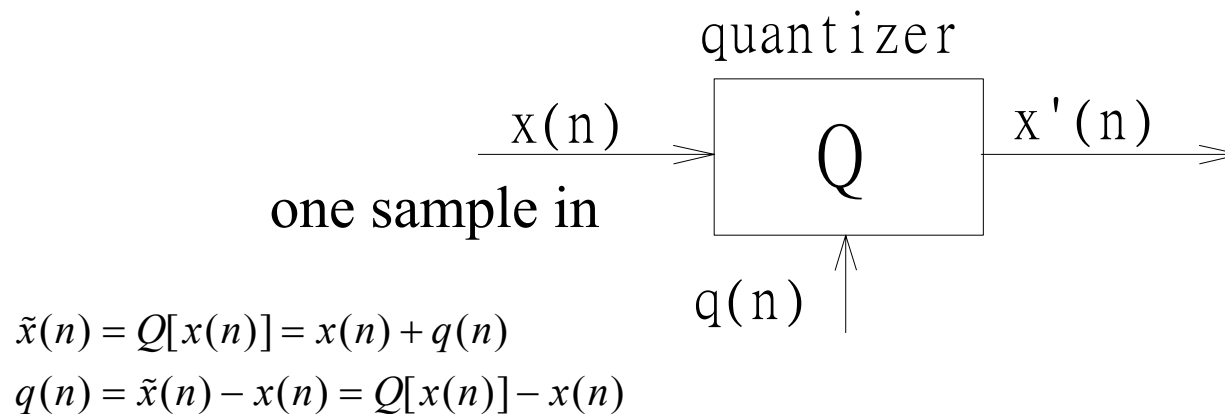 quantizer
x(n)
Q
x'(n)
one sample in
q(n)
x̃(n) = Q[x(n)] = x(n) + q(n)
q(n) = x̃(n) − x(n) = Q[x(n)] − x(n)